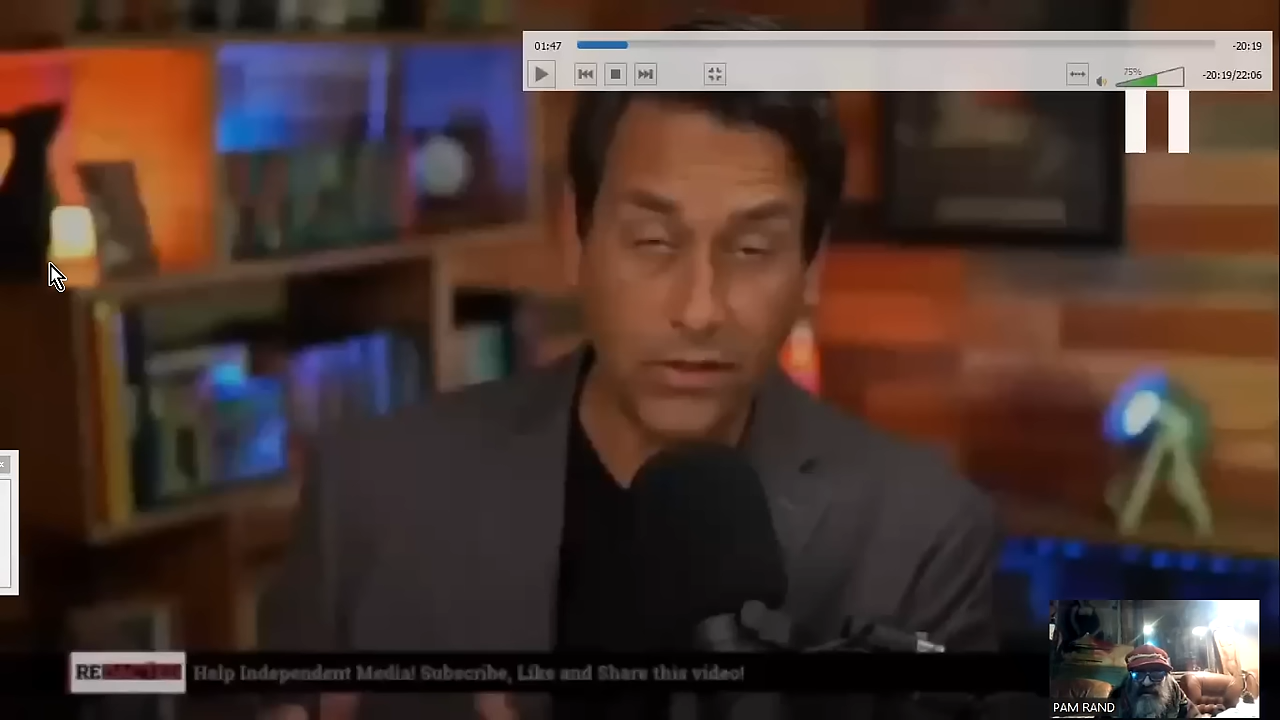 01:47
-20:19
75%
-20:19/22:06
REDACTED
Help Independent Media! Subscribe, Like and Share this video!
PAM RAND